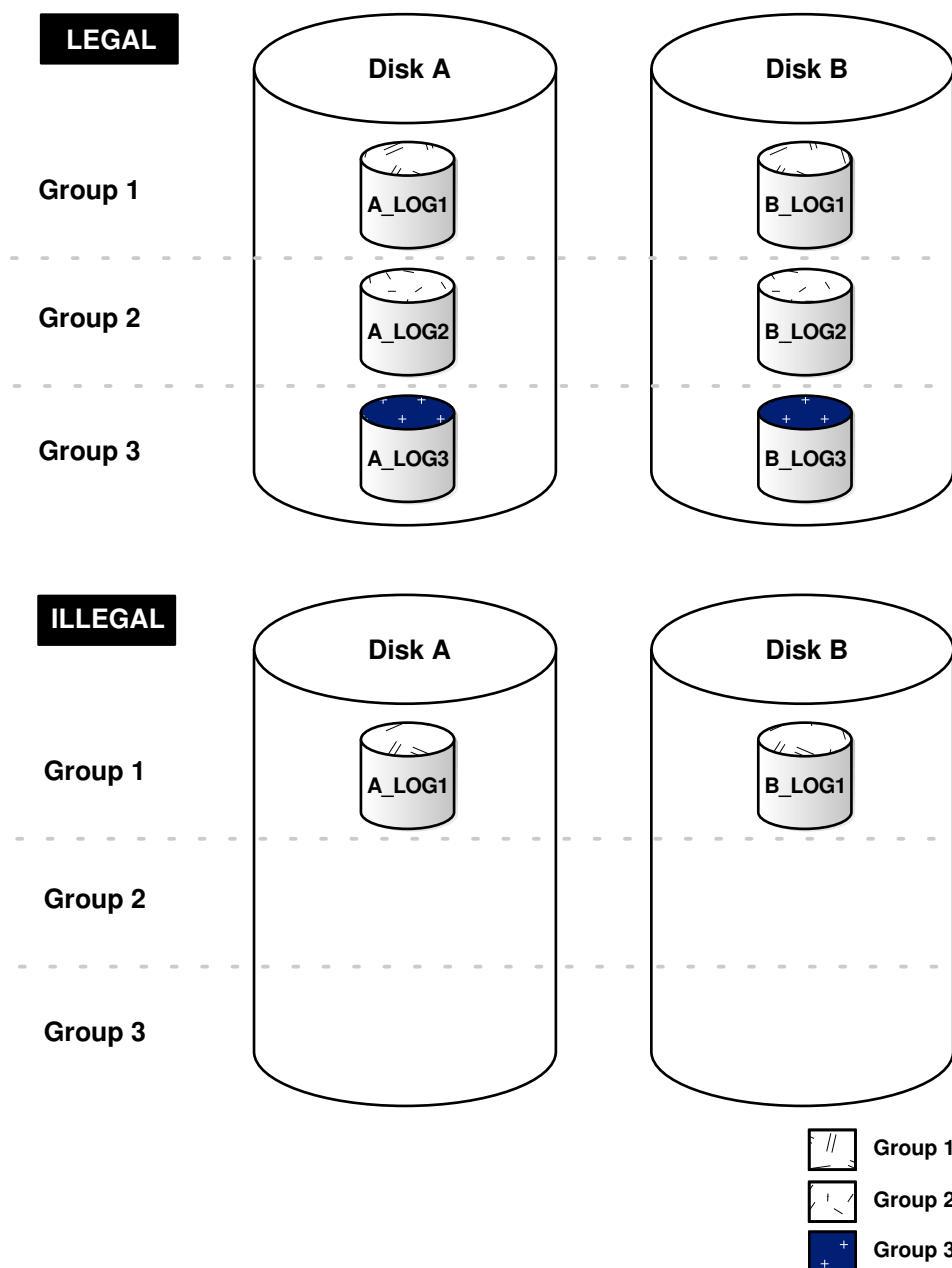 LEGAL
Disk A
Disk B
Group 1
A_LOG1
B_LOG1
Group 2
A_LOG2
B_LOG2
Group 3
A_LOG3
B_LOG3
ILLEGAL
Disk A
Disk B
Group 1
A_LOG1
B_LOG1
Group 2
Group 3
Group 1
Group 2
Group 3